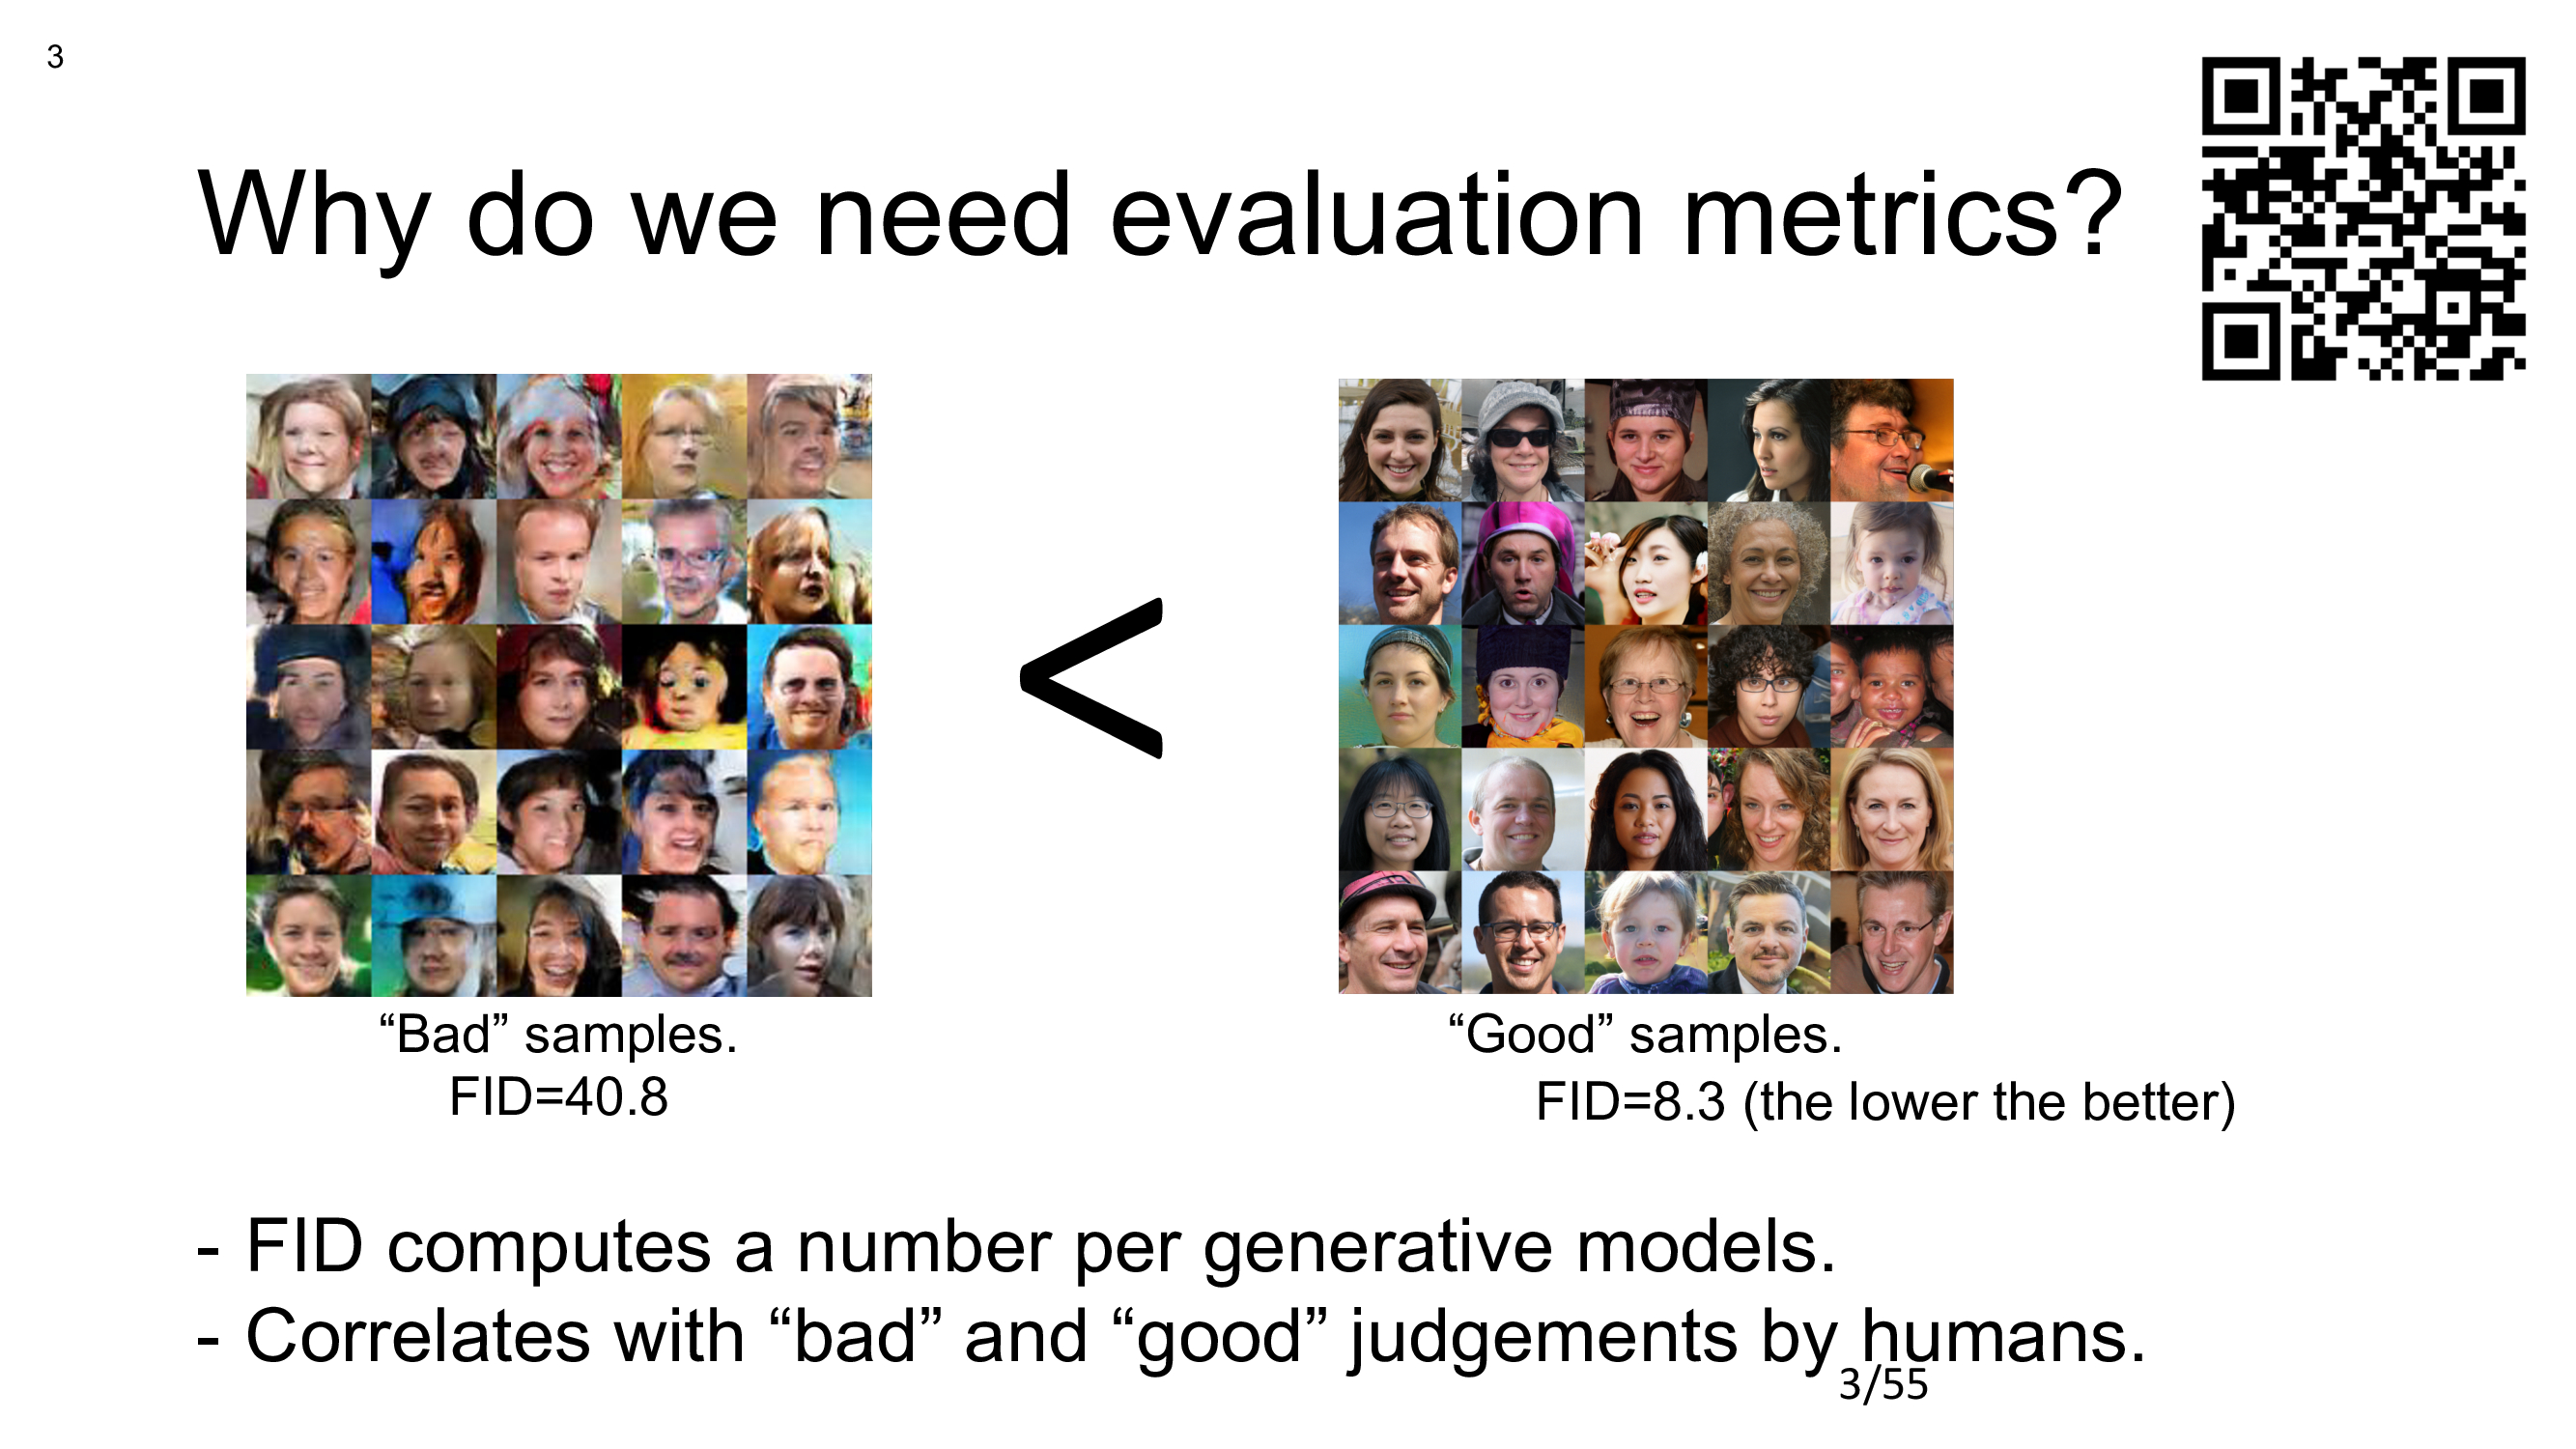 3
Why do we need evaluation metrics?
<
“Bad” samples.
FID=40.8
“Good” samples.
FID=8.3 (the lower the better)
- FID computes a number per generative models.
- Correlates with “bad” and “good” judgements by humans.
3/55